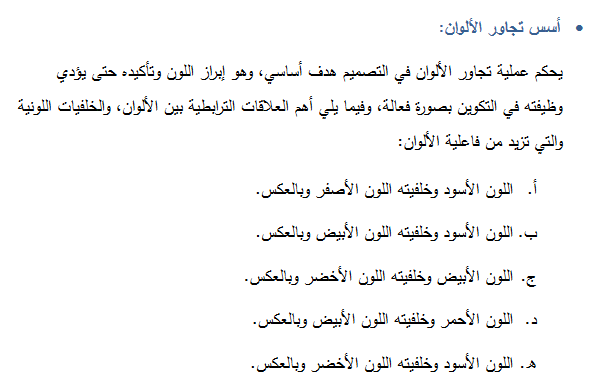 • أسس تجاور الألوان:
يحكم عملية تجاور الألوان في التصميم هدف أساسي، وهو إبراز اللون وتأكيده حتى يؤدي
وظيفته في التكوين بصورة فعالة، وفيما يلي أهم العلاقات الترابطية بين الألوان، والخلفيات اللونية
والتي تزيد من فاعلية الألوان:
أ. اللون الأسود وخلفيته اللون الأصفر وبالعكس.
ب. اللون الأسود وخلفيته اللون الأبيض وبالعكس.
ج. اللون الأبيض وخلفيته اللون الأخضر وبالعكس.
د. اللون الأحمر وخلفيته اللون الأبيض وبالعكس.
ه. اللون الأسود وخلفيته اللون الأخضر وبالعكس.